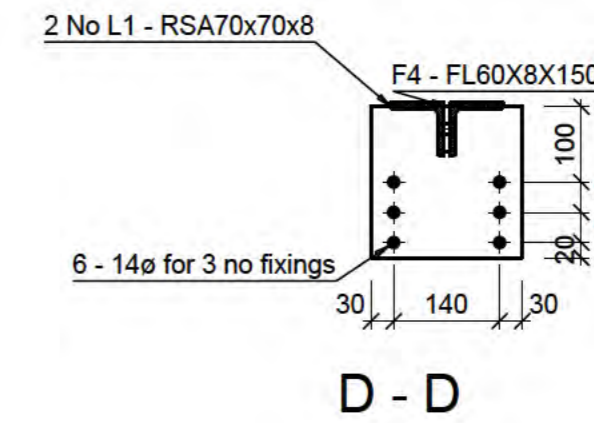 2 No L1 - RSA70x70x8
F4 - FL60X8X150
100
20
6 - 14ø for 3 no fixings
30 140 30
D - D